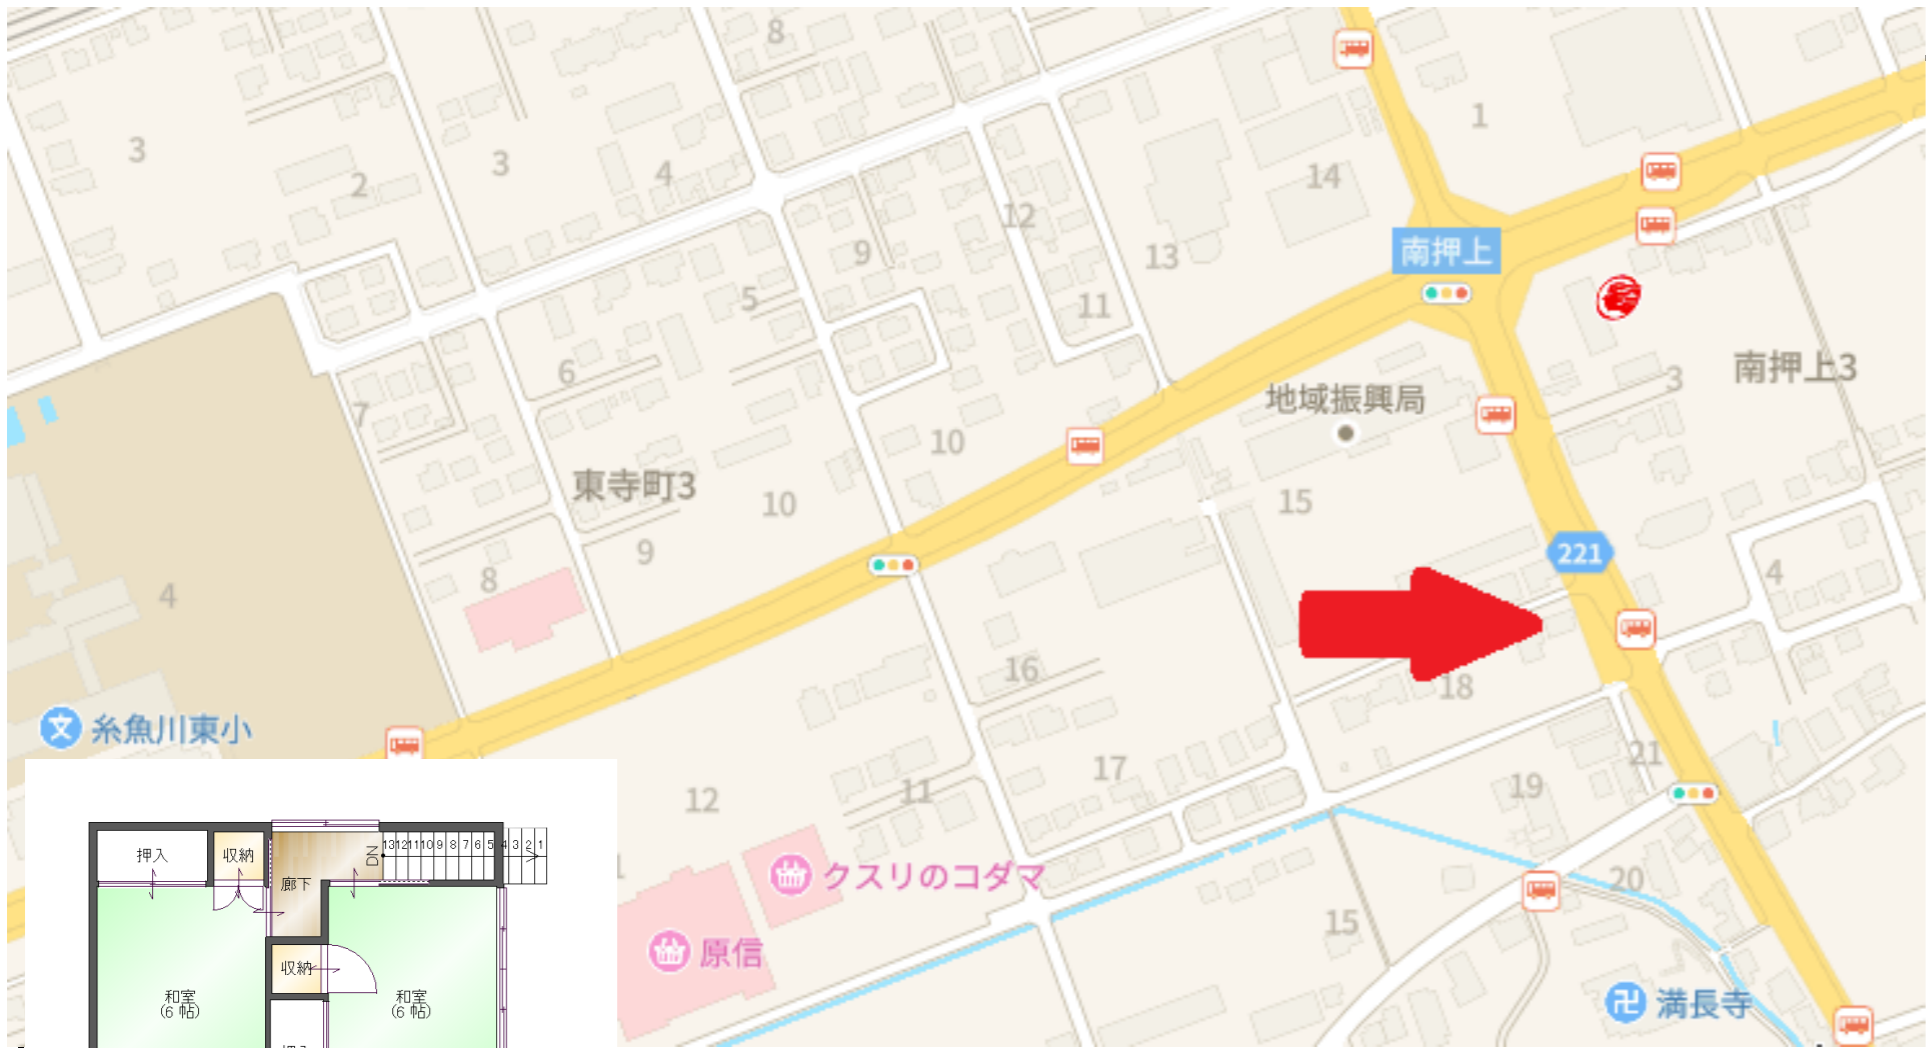 8
3
2
3
4
1
14
12
9
13
南押上
5
11
6
地域振興局
3
南押上3
7
10
東寺町3
10
15
9
221
8
4
4
16
18
糸魚川東小
17
21
12
11
19
クスリのコダマ
20
15
原信
満長寺
押入
収納
DN
13 12 11 10 9 8 7 6 5 4 3 2 1
廊下
収納
和室
(6 帖)
和室
(6 帖)